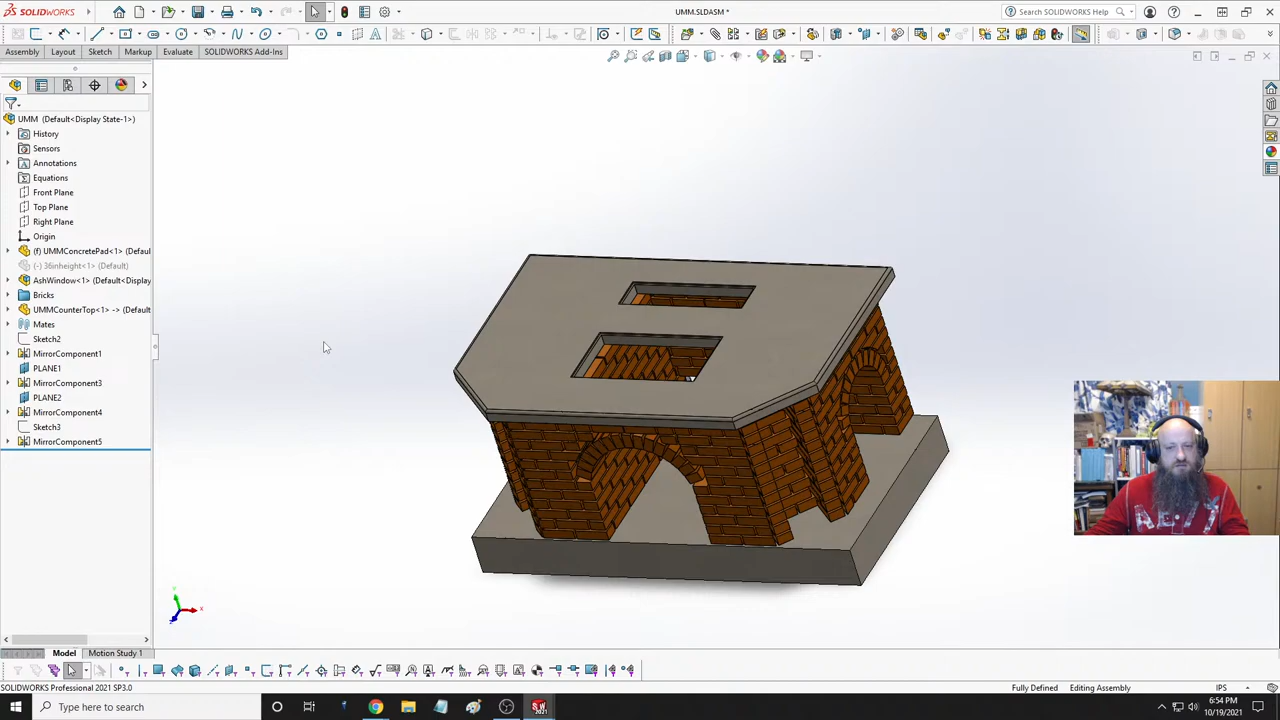 SOLIDWORKS
UMM.SLDASM *
Search SOLIDWORKS Help
Assembly
Layout
Sketch
Markup
Evaluate
SOLIDWORKS Add-Ins
UMM (Default<Display State-1>)
History
Sensors
Annotations
Equations
Front Plane
Top Plane
Right Plane
Origin
(f) UMMConcretePad<1> (Defaul
(-) 36inheight<1> (Default)
AshWindow<1> (Default<Display
Bricks
UMMCounterTop<1> -> (Default
Mates
Sketch2
MirrorComponent1
PLANE1
MirrorComponent3
PLANE2
MirrorComponent4
Sketch3
MirrorComponent5
Y
X
Z
Model
Motion Study 1
SOLIDWORKS Professional 2021 SP3.0
Fully Defined
Editing Assembly
IPS
Type here to search
6:54 PM
10/19/2021